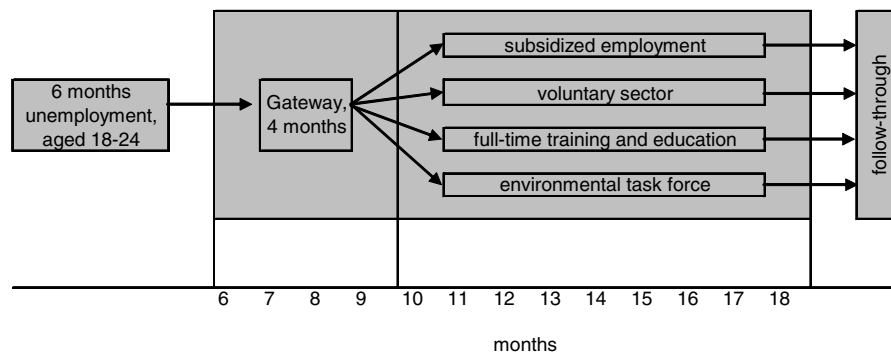 6 months
unemployment,
aged 18-24
Gateway,
4 months
subsidized employment
voluntary sector
full-time training and education
environmental task force
follow-through
6 7 8 9 10 11 12 13 14 15 16 17 18
months